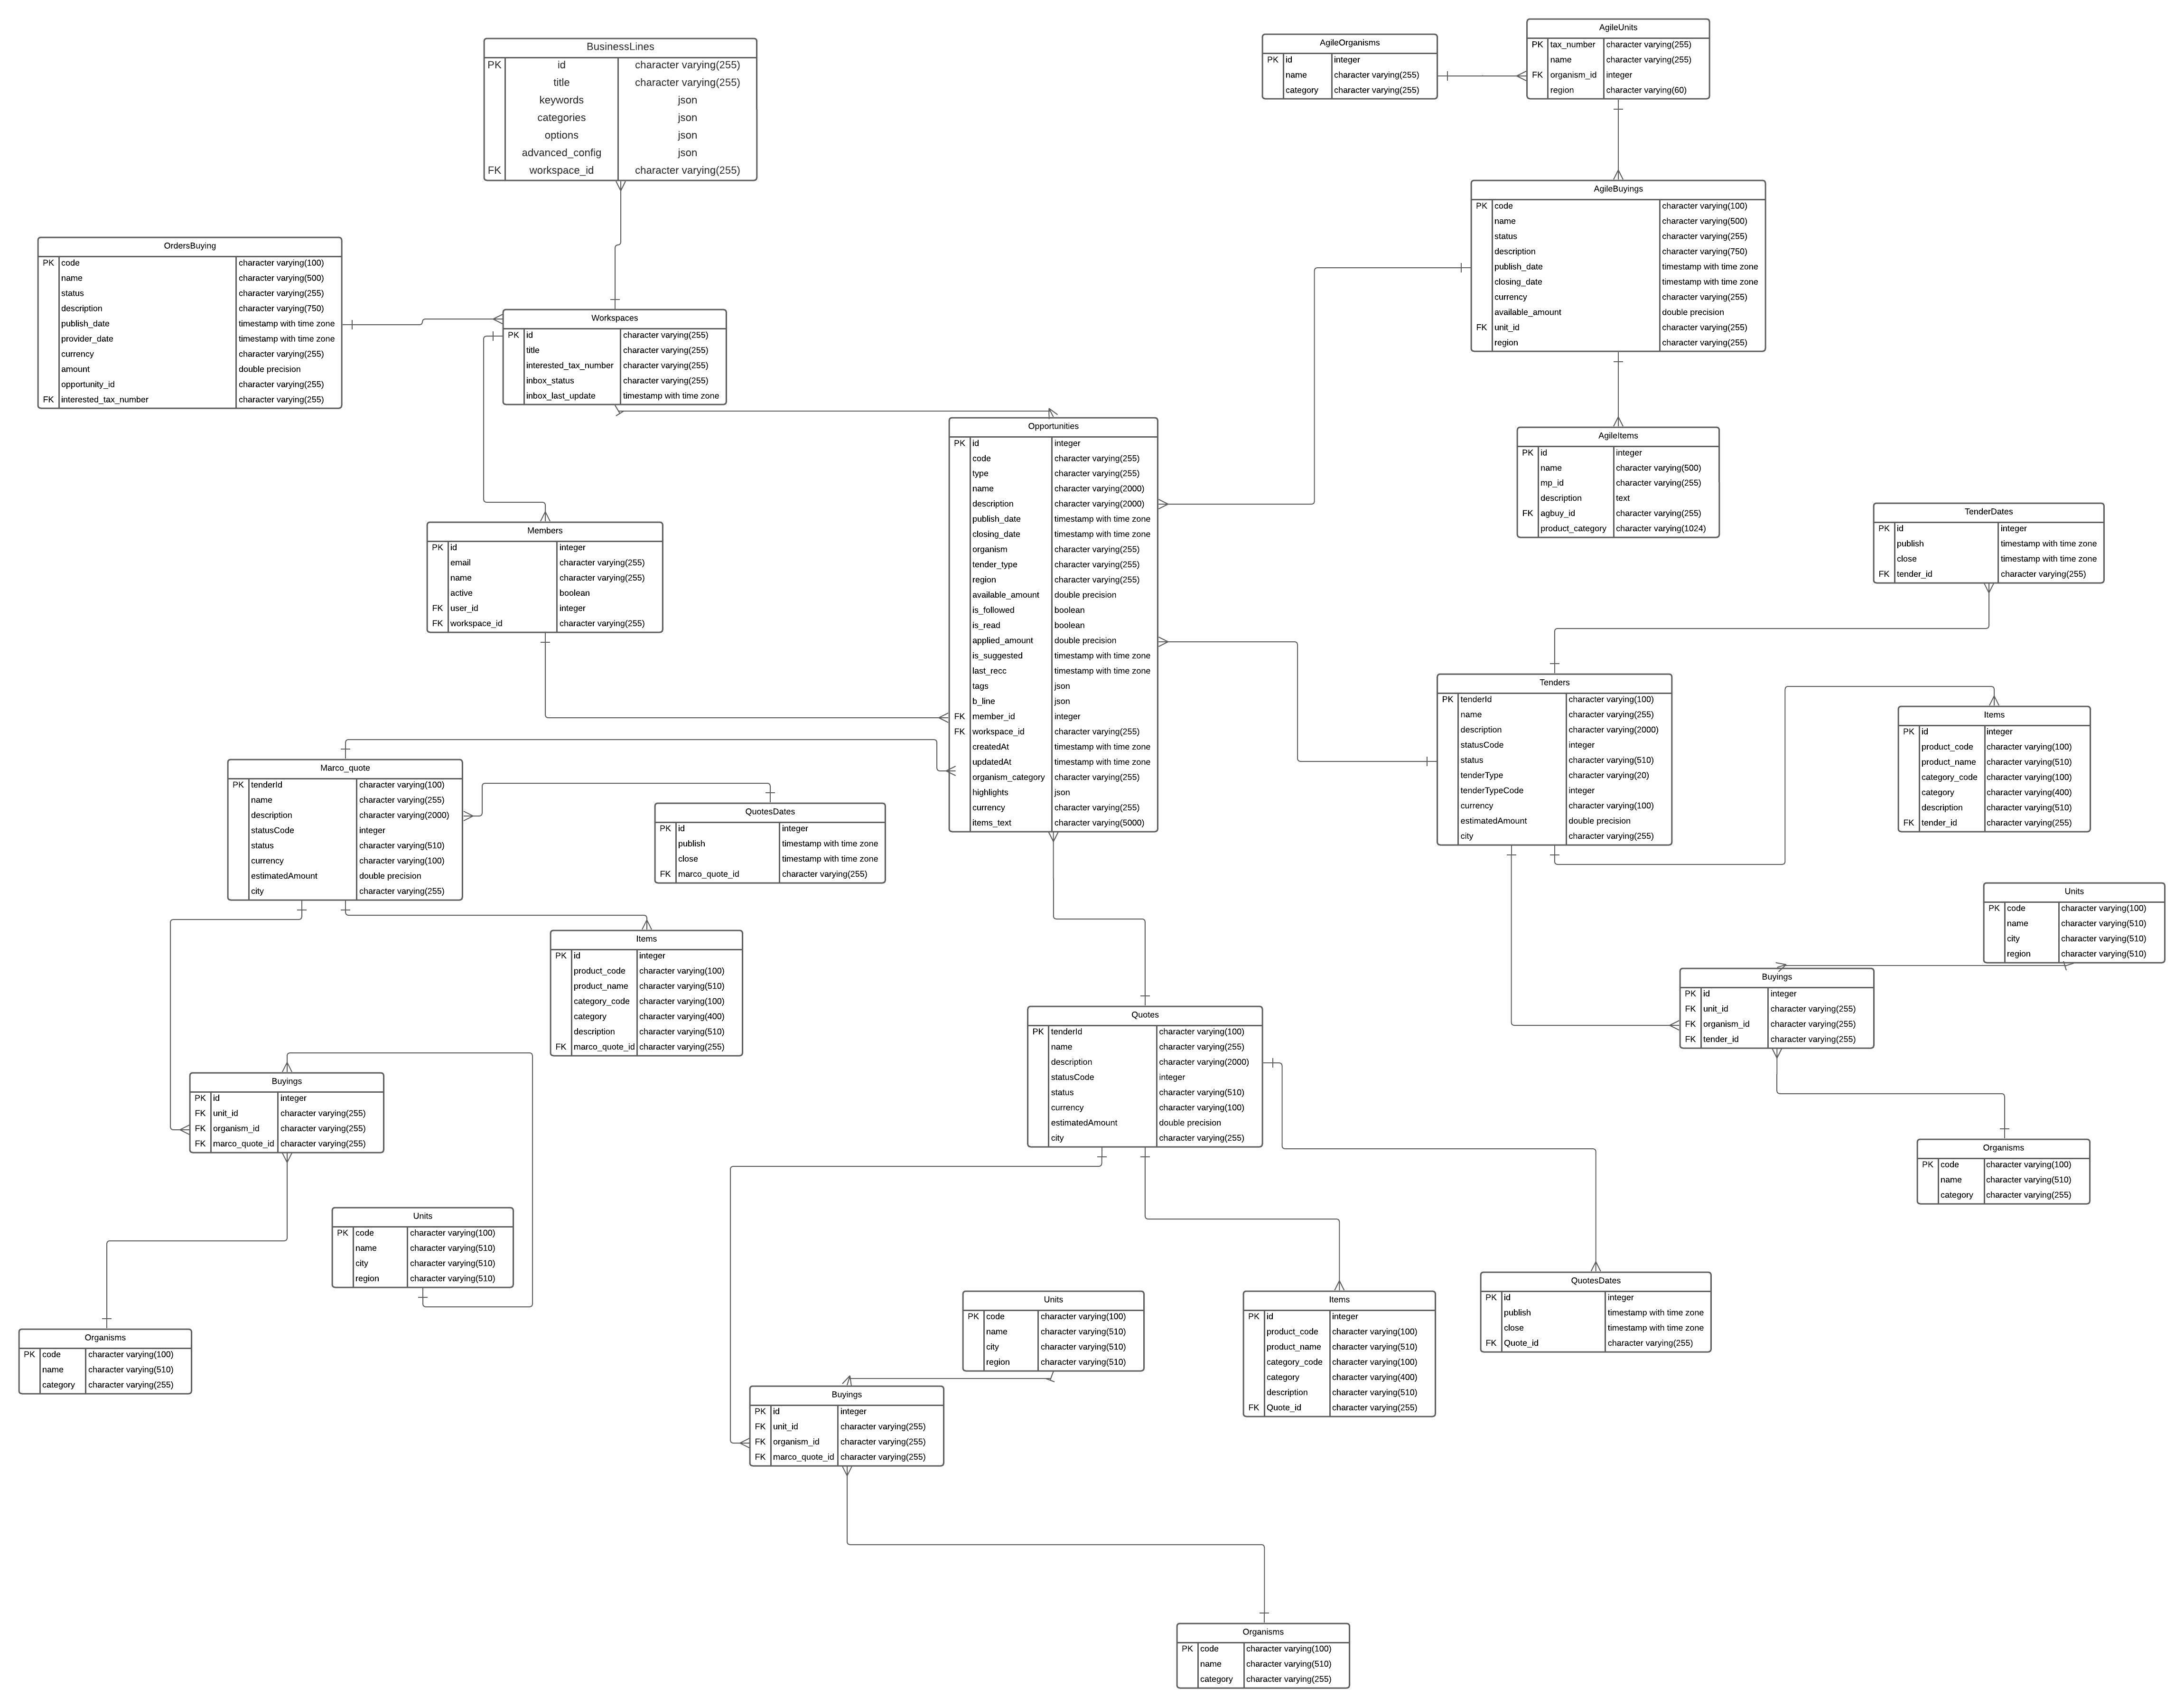 BusinessLines
PK id character varying(255)
title character varying(255)
keywords json
categories json
options json
advanced_config json
FK workspace_id character varying(255)
AgileOrganisms
PK id integer
name character varying(255)
category character varying(255)
AgileUnits
PK tax_number character varying(255)
name character varying(255)
FK organism_id integer
region character varying(60)
AgileBuyings
PK code character varying(100)
name character varying(500)
status character varying(255)
description character varying(750)
publish_date timestamp with time zone
closing_date timestamp with time zone
currency character varying(255)
available_amount double precision
FK unit_id character varying(255)
region character varying(255)
OrdersBuying
PK code character varying(100)
name character varying(500)
status character varying(255)
description character varying(750)
publish_date timestamp with time zone
provider_date timestamp with time zone
currency character varying(255)
amount double precision
opportunity_id character varying(255)
FK interested_tax_number character varying(255)
Workspaces
PK id character varying(255)
title character varying(255)
interested_tax_number character varying(255)
inbox_status character varying(255)
inbox_last_update timestamp with time zone
Opportunities
PK id integer
code character varying(255)
type character varying(255)
name character varying(2000)
description character varying(2000)
publish_date timestamp with time zone
closing_date timestamp with time zone
organism character varying(255)
tender_type character varying(255)
region character varying(255)
available_amount double precision
is_followed boolean
is_read boolean
applied_amount double precision
is_suggested timestamp with time zone
last_recc timestamp with time zone
tags json
b_line json
FK member_id integer
FK workspace_id character varying(255)
createdAt timestamp with time zone
updatedAt timestamp with time zone
organism_category character varying(255)
highlights json
currency character varying(255)
items_text character varying(5000)
AgileItems
PK id integer
name character varying(500)
mp_id character varying(255)
description text
FK agbuy_id character varying(255)
product_category character varying(1024)
TenderDates
PK id integer
publish timestamp with time zone
close timestamp with time zone
FK tender_id character varying(255)
Members
PK id integer
email character varying(255)
name character varying(255)
active boolean
FK user_id integer
FK workspace_id character varying(255)
Tenders
PK tenderId character varying(100)
name character varying(255)
description character varying(2000)
statusCode integer
status character varying(510)
tenderType character varying(20)
tenderTypeCode integer
currency character varying(100)
estimatedAmount double precision
city character varying(255)
Items
PK id integer
product_code character varying(100)
product_name character varying(510)
category_code character varying(100)
category character varying(400)
description character varying(510)
FK tender_id character varying(255)
Marco_quote
PK tenderId character varying(100)
name character varying(255)
description character varying(2000)
statusCode integer
status character varying(510)
currency character varying(100)
estimatedAmount double precision
city character varying(255)
QuotesDates
PK id integer
publish timestamp with time zone
close timestamp with time zone
FK marco_quote_id character varying(255)
Units
PK code character varying(100)
name character varying(510)
city character varying(510)
region character varying(510)
Items
PK id integer
product_code character varying(100)
product_name character varying(510)
category_code character varying(100)
category character varying(400)
description character varying(510)
FK marco_quote_id character varying(255)
Buyings
PK id integer
FK unit_id character varying(255)
FK organism_id character varying(255)
FK tender_id character varying(255)
Quotes
PK tenderId character varying(100)
name character varying(255)
description character varying(2000)
statusCode integer
status character varying(510)
currency character varying(100)
estimatedAmount double precision
city character varying(255)
Buyings
PK id integer
FK unit_id character varying(255)
FK organism_id character varying(255)
FK marco_quote_id character varying(255)
Organisms
PK code character varying(100)
name character varying(510)
category character varying(255)
Units
PK code character varying(100)
name character varying(510)
city character varying(510)
region character varying(510)
QuotesDates
PK id integer
publish timestamp with time zone
close timestamp with time zone
FK Quote_id character varying(255)
Units
PK code character varying(100)
name character varying(510)
city character varying(510)
region character varying(510)
Items
PK id integer
product_code character varying(100)
product_name character varying(510)
category_code character varying(100)
category character varying(400)
description character varying(510)
FK Quote_id character varying(255)
Organisms
PK code character varying(100)
name character varying(510)
category character varying(255)
Buyings
PK id integer
FK unit_id character varying(255)
FK organism_id character varying(255)
FK marco_quote_id character varying(255)
Organisms
PK code character varying(100)
name character varying(510)
category character varying(255)